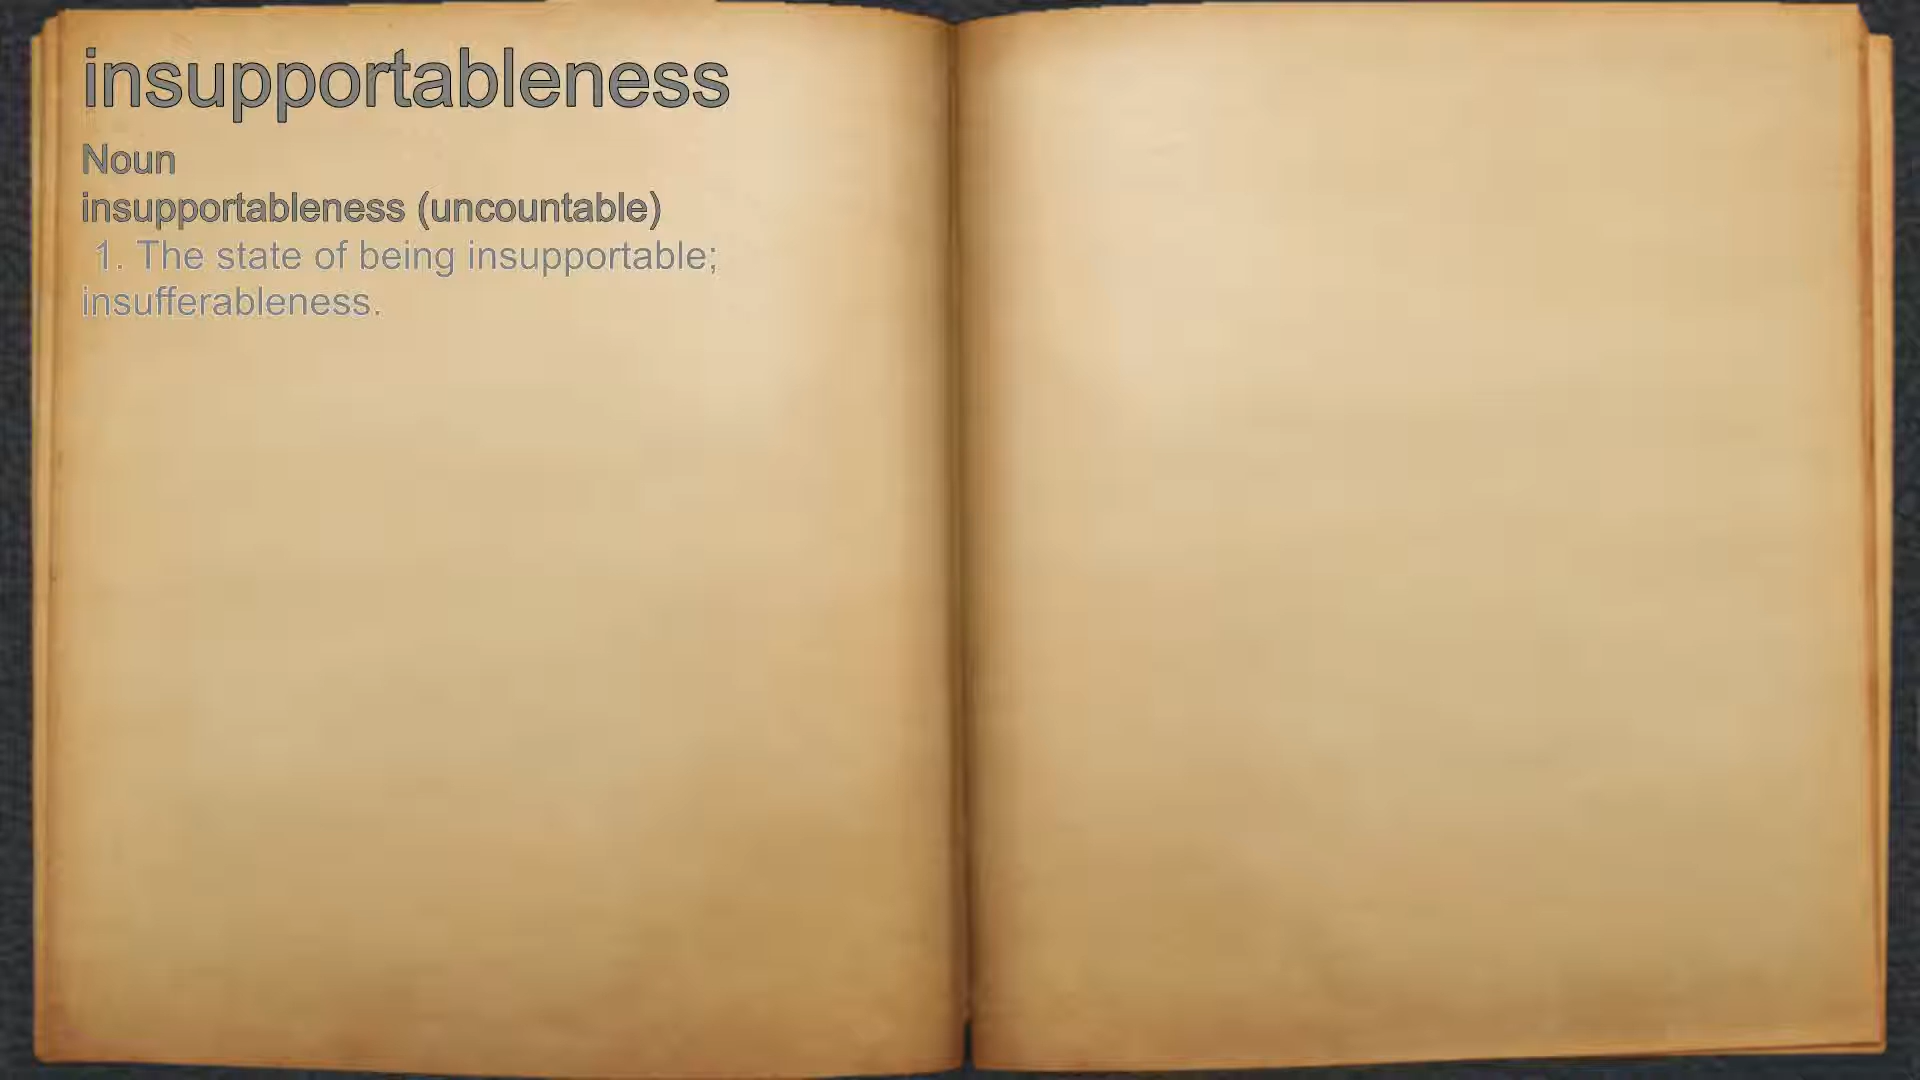 insupportableness
Noun
insupportableness (uncountable)
1. The state of being insupportable;
insufferableness.